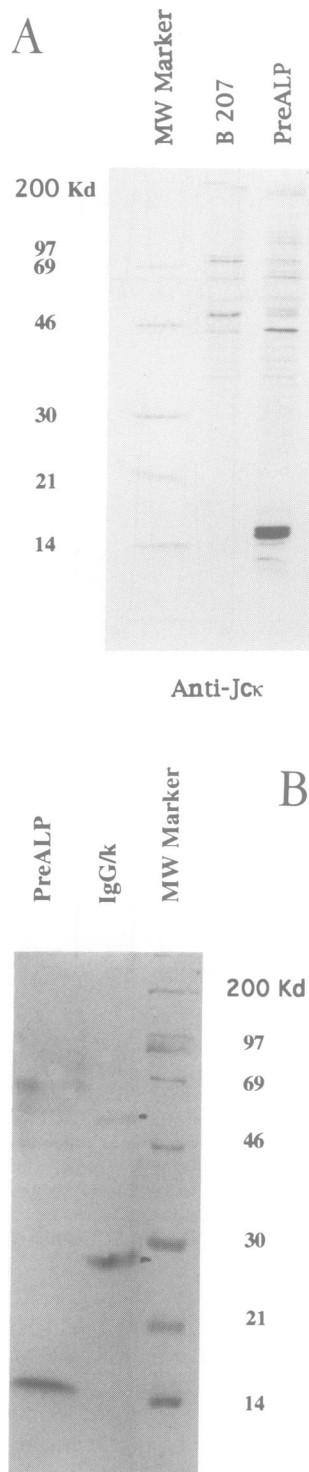 A
MW Marker
B 207
PreALP
200 Kd
97
69
46
30
21
14
Anti-Jcκ
B
PreALP
IgG/k
MW Marker
200 Kd
97
69
46
30
21
14